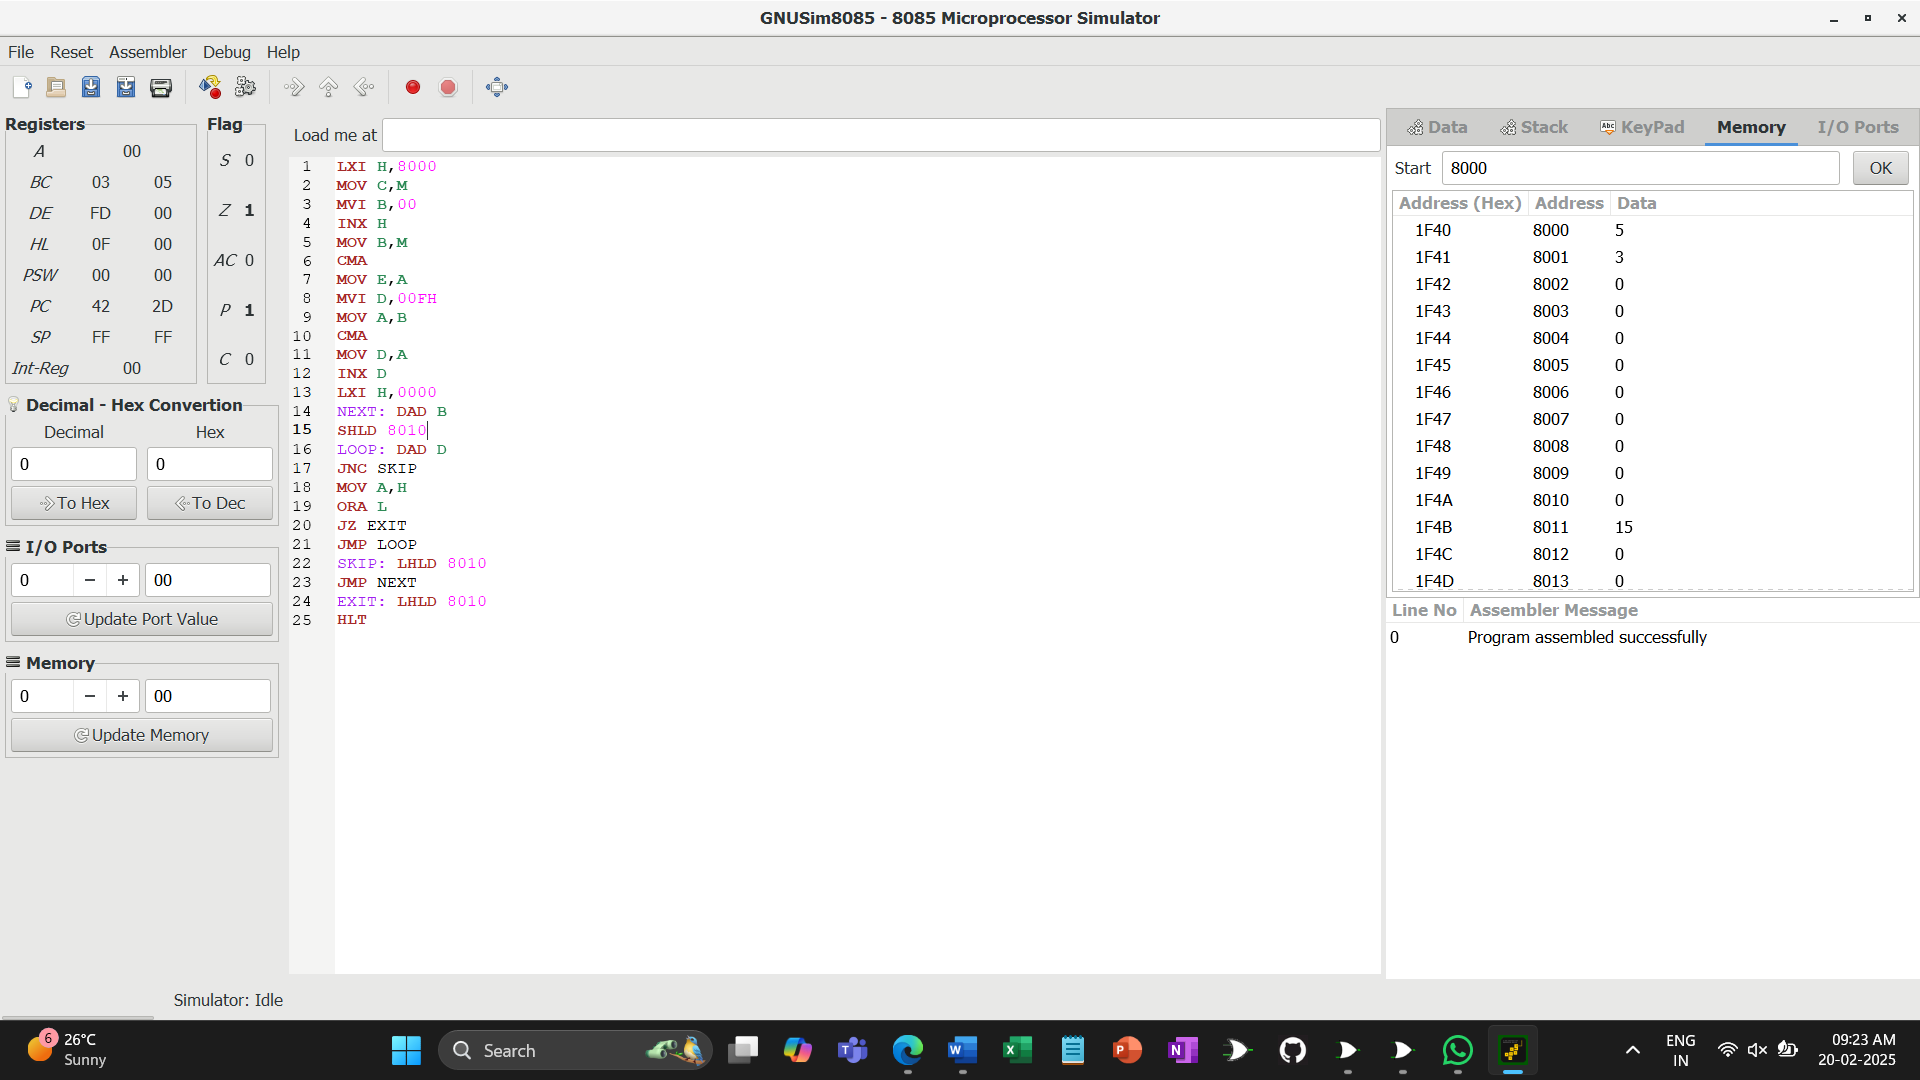 GNUSim8085 - 8085 Microprocessor Simulator
File Reset Assembler Debug Help
Registers
A 00
BC 03 05
DE FD 00
HL 0F 00
PSW 00 00
PC 42 2D
SP FF FF
Int-Reg 00
Flag
S 0
Z 1
AC 0
P 1
C 0
Decimal - Hex Convertion
Decimal Hex
0 0
To Hex To Dec
I/O Ports
0 − + 00
Update Port Value
Memory
0 − + 00
Update Memory
Load me at
1 LXI H,8000
2 MOV C,M
3 MVI B,00
4 INX H
5 MOV B,M
6 CMA
7 MOV E,A
8 MVI D,00FH
9 MOV A,B
10 CMA
11 MOV D,A
12 INX D
13 LXI H,0000
14 NEXT: DAD B
15 SHLD 8010
16 LOOP: DAD D
17 JNC SKIP
18 MOV A,H
19 ORA L
20 JZ EXIT
21 JMP LOOP
22 SKIP: LHLD 8010
23 JMP NEXT
24 EXIT: LHLD 8010
25 HLT
Data Stack Abc KeyPad Memory I/O Ports
Start 8000 OK
Address (Hex) Address Data
1F40 8000 5
1F41 8001 3
1F42 8002 0
1F43 8003 0
1F44 8004 0
1F45 8005 0
1F46 8006 0
1F47 8007 0
1F48 8008 0
1F49 8009 0
1F4A 8010 0
1F4B 8011 15
1F4C 8012 0
1F4D 8013 0
Line No Assembler Message
0 Program assembled successfully
Simulator: Idle
6 26°C
Sunny
Search
ENG
IN
09:23 AM
20-02-2025